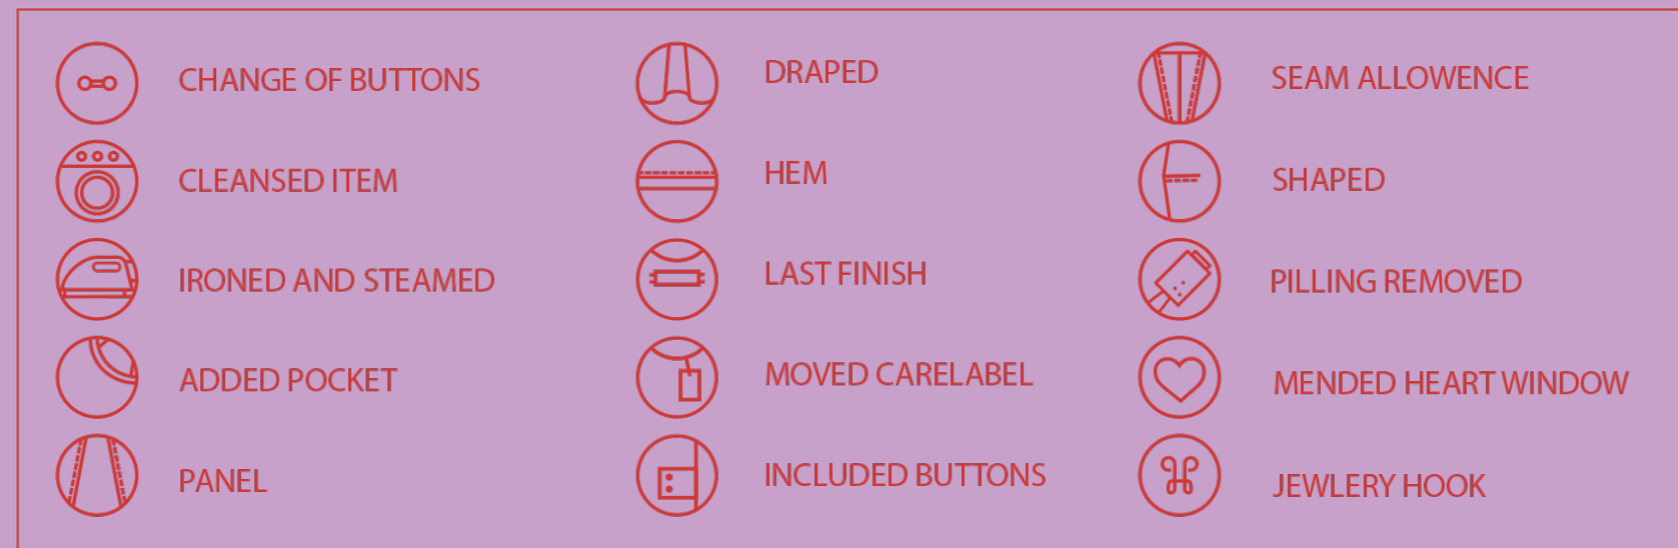 CHANGE OF BUTTONS
CLEANSED ITEM
IRONED AND STEAMED
ADDED POCKET
PANEL
DRAPED
HEM
LAST FINISH
MOVED CARELABEL
INCLUDED BUTTONS
SEAM ALLOWENCE
SHAPED
PILLING REMOVED
MENDED HEART WINDOW
JEWLERY HOOK